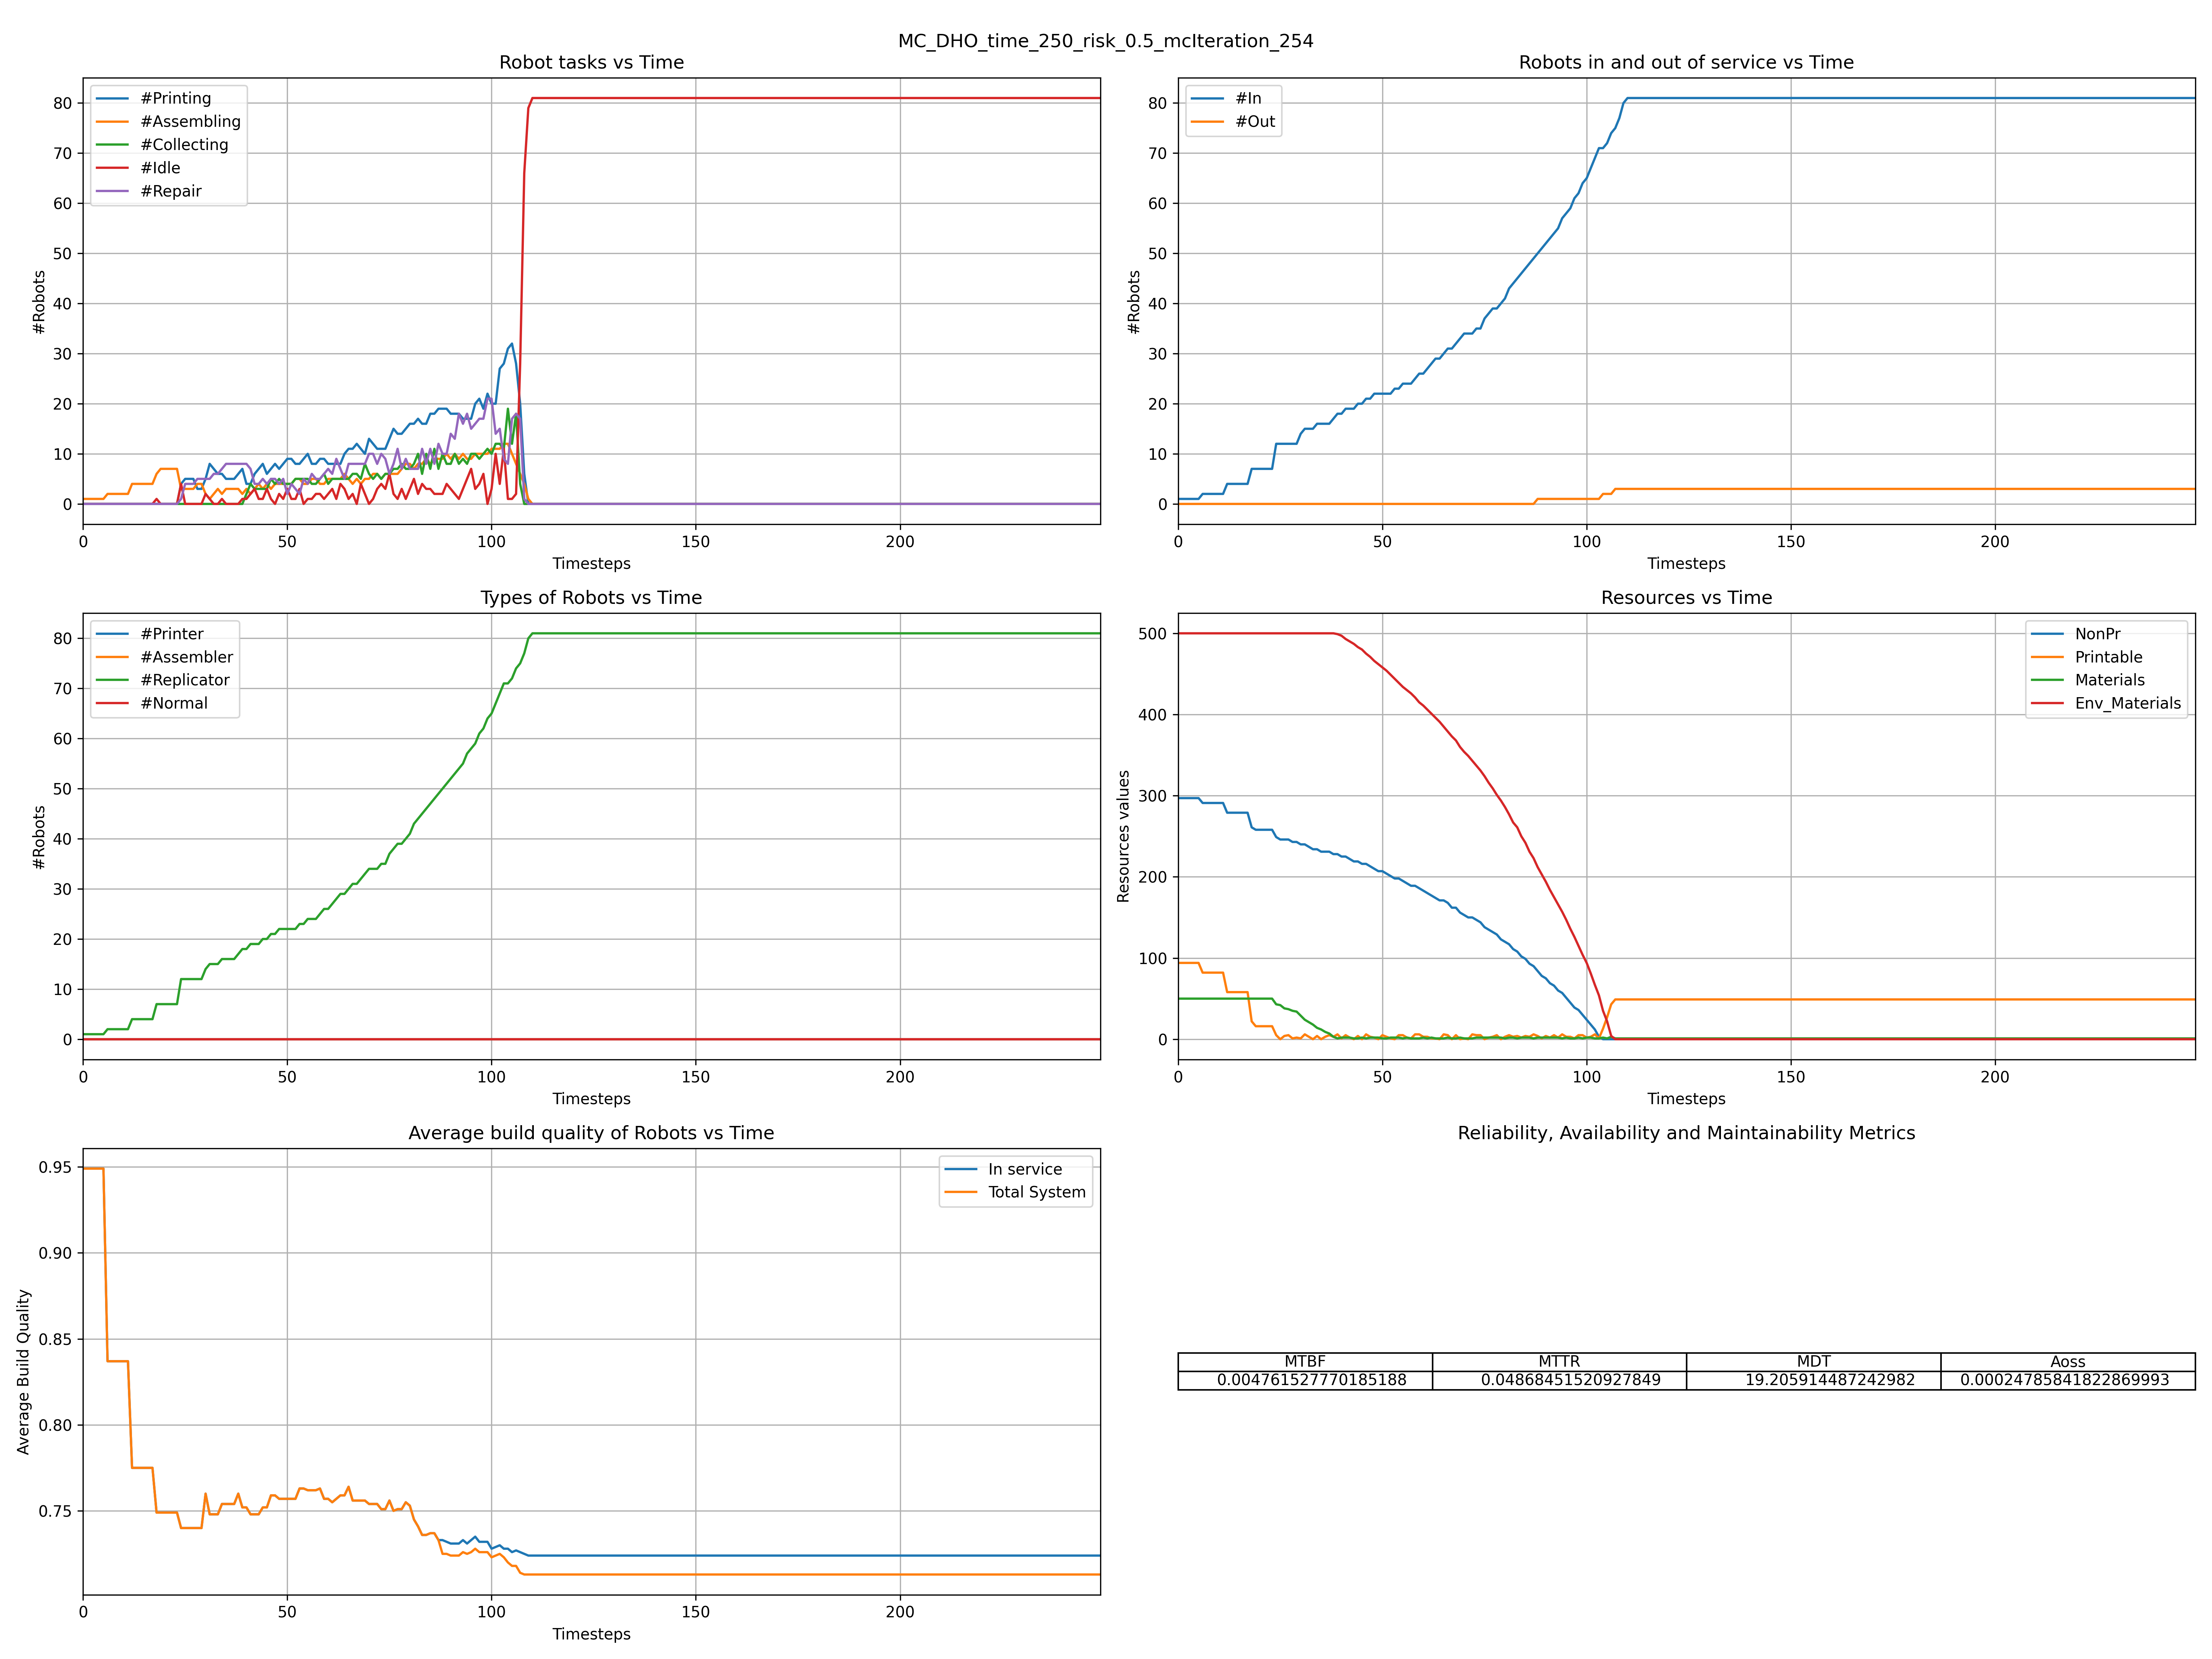 MC_DHO_time_250_risk_0.5_mcIteration_254
Robot tasks vs Time
#Printing
#Assembling
#Collecting
#Idle
#Repair
80
70
60
50
40
30
20
10
0
#Robots
0 50 100 150 200
Timesteps
Robots in and out of service vs Time
#In
#Out
80
70
60
50
40
30
20
10
0
#Robots
0 50 100 150 200
Timesteps
Types of Robots vs Time
#Printer
#Assembler
#Replicator
#Normal
80
70
60
50
40
30
20
10
0
#Robots
0 50 100 150 200
Timesteps
Resources vs Time
NonPr
Printable
Materials
Env_Materials
500
400
300
200
100
0
Resources values
0 50 100 150 200
Timesteps
Average build quality of Robots vs Time
In service
Total System
0.95
0.90
0.85
0.80
0.75
Average Build Quality
0 50 100 150 200
Timesteps
Reliability, Availability and Maintainability Metrics
MTBF MTTR MDT Aoss
0.004761527770185188 0.04868451520927849 19.205914487242982 0.00024785841822869993